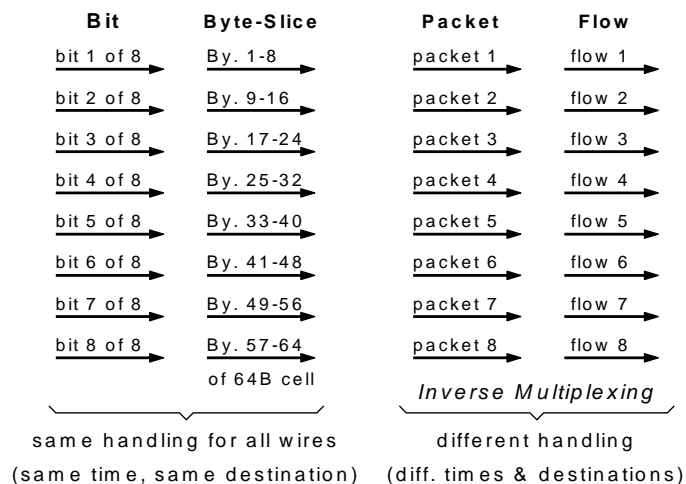 Bit Byte-Slice Packet Flow
bit 1 of 8 By. 1-8 packet 1 flow 1
bit 2 of 8 By. 9-16 packet 2 flow 2
bit 3 of 8 By. 17-24 packet 3 flow 3
bit 4 of 8 By. 25-32 packet 4 flow 4
bit 5 of 8 By. 33-40 packet 5 flow 5
bit 6 of 8 By. 41-48 packet 6 flow 6
bit 7 of 8 By. 49-56 packet 7 flow 7
bit 8 of 8 By. 57-64 packet 8 flow 8
of 64B cell
Inverse Multiplexing
same handling for all wires different handling
(same time, same destination) (diff. times & destinations)